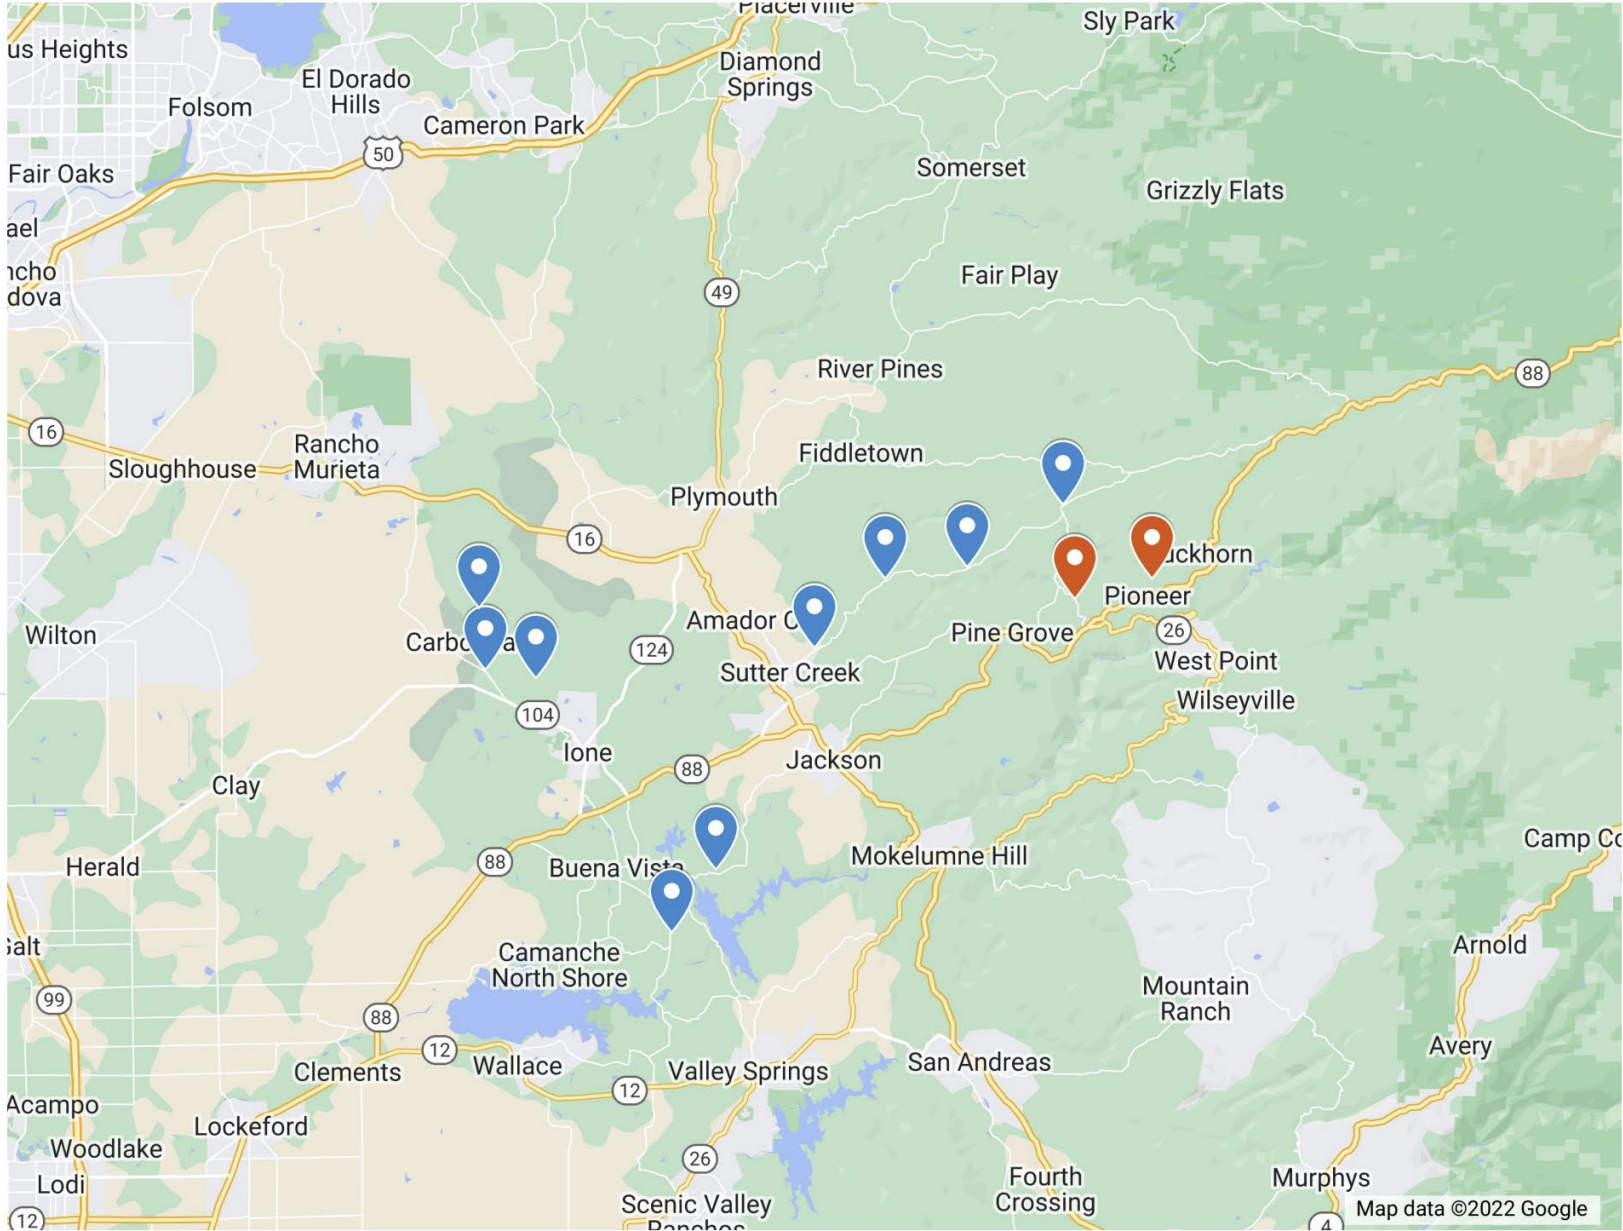 Placerville
Sly Park
us Heights
Diamond
Springs
El Dorado
Hills
Folsom
Cameron Park
50
Fair Oaks
Somerset
Grizzly Flats
ael
ncho
dova
Fair Play
49
River Pines
88
16
Rancho
Murieta
Sloughhouse
Fiddletown
Plymouth
16
uckhorn
Pioneer
Amador C
Wilton
Carbo
a
124
Pine Grove
26
West Point
Sutter Creek
Wilseyville
104
Ione
88
Jackson
Clay
Camp Co
Mokelumne Hill
88
Buena Vista
Herald
Galt
Arnold
Camanche
North Shore
99
Mountain
Ranch
88
12
Avery
Clements
Wallace
Valley Springs
San Andreas
12
Acampo
Lockeford
Woodlake
26
Lodi
Fourth
Crossing
Murphys
Scenic Valley
Ranchos
Map data ©2022 Google
12
4